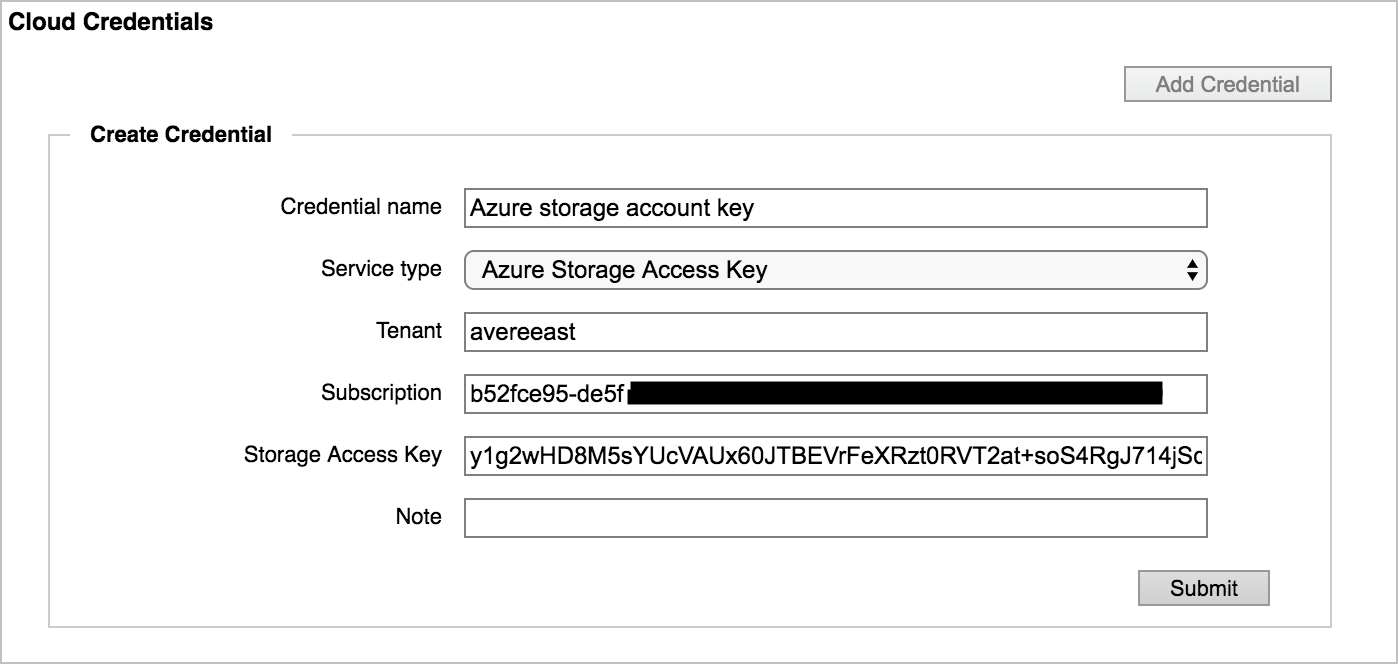 Cloud Credentials
Add Credential
Create Credential
Credential name Azure storage account key
Service type Azure Storage Access Key
Tenant avereeast
Subscription b52fce95-de5f
Storage Access Key y1g2wHD8M5sYUcVAUx60JTBEVrFeXRzt0RVT2at+soS4RgJ714jSc
Note
Submit